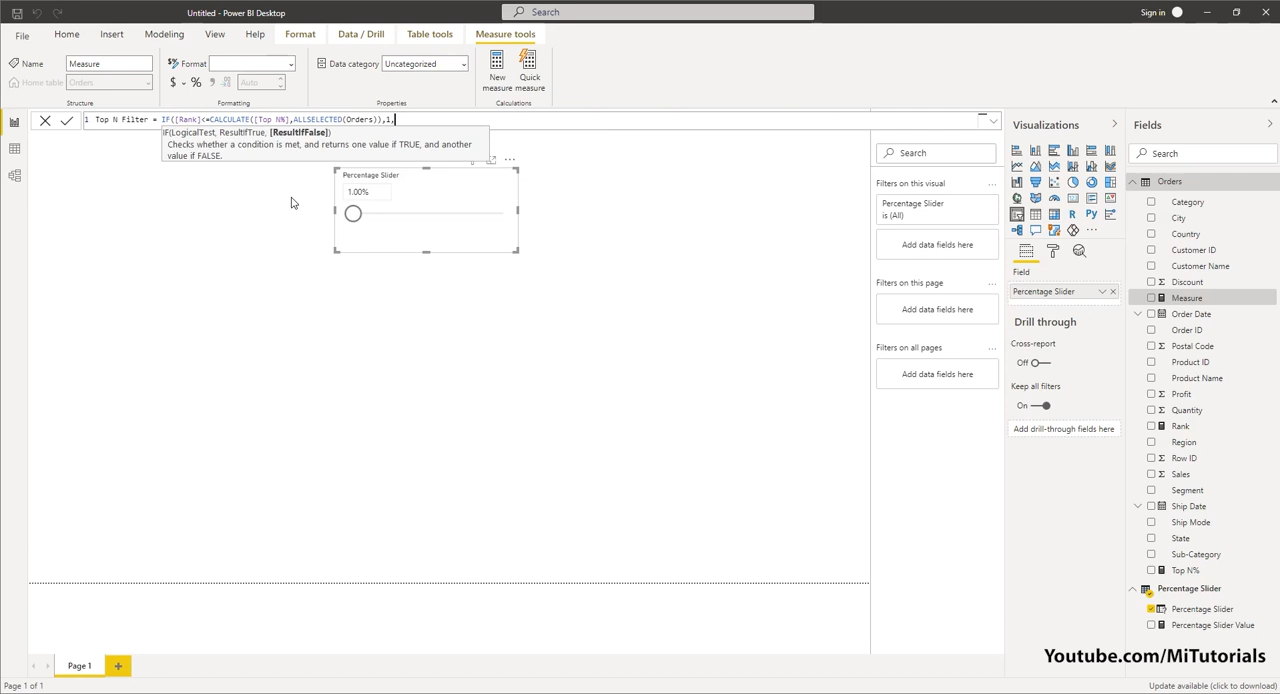 Untitled - Power BI Desktop
Search
Sign in
File
Home
Insert
Modeling
View
Help
Format
Data / Drill
Table tools
Measure tools
Name
Measure
Format
Data category
Uncategorized
New measure
Quick measure
Home table
Orders
$
%
Auto
Structure
Formatting
Properties
Calculations
1 Top N Filter = IF([Rank]<=CALCULATE([Top N%],ALLSELECTED(Orders)),1,
IF(LogicalTest, ResultIfTrue, [ResultIfFalse])
Checks whether a condition is met, and returns one value if TRUE, and another
value if FALSE.
Percentage Slider
1.00%
Search
Filters on this visual
Percentage Slider
is (All)
Add data fields here
Filters on this page
Add data fields here
Filters on all pages
Add data fields here
Visualizations
R
Py
Field
Percentage Slider
Drill through
Cross-report
Off
Keep all filters
On
Add drill-through fields here
Fields
Search
Orders
Category
City
Country
Customer ID
Customer Name
Discount
Measure
Order Date
Order ID
Postal Code
Product ID
Product Name
Profit
Quantity
Rank
Region
Row ID
Sales
Segment
Ship Date
Ship Mode
State
Sub-Category
Top N%
Percentage Slider
Percentage Slider
Percentage Slider Value
Youtube.com/MiTutorials
Page 1
Page 1 of 1
Update available (click to download)